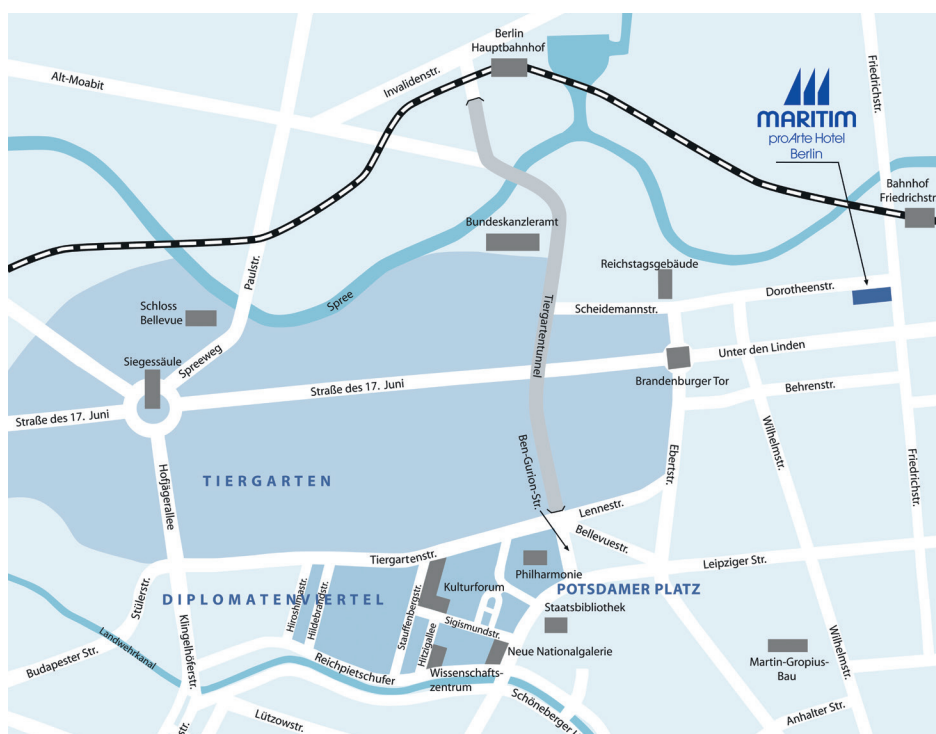 Berlin
Hauptbahnhof
Alt-Moabit
Invalidenstr.
Friedrichstr.
MARITIM
proArte Hotel
Berlin
Bahnhof
Friedrichstr.
Bundeskanzleramt
Paulstr.
Reichstagsgebäude
Schloss
Bellevue
Spree
Tiergartentunnel
Dorotheenstr.
Scheidemannstr.
Siegessäule
Spreeweg
Unter den Linden
Brandenburger Tor
Straße des 17. Juni
Straße des 17. Juni
Behrenstr.
Wilhelmstr.
Hofjägerallee
Ben-Gurion-Str.
Ebertstr.
Friedrichstr.
TIERGARTEN
Lennestr.
Bellevuestr.
Tiergartenstr.
Leipziger Str.
Philharmonie
POTSDAMER PLATZ
Stülerstr.
DIPLOMATENVIERTEL
Hiroshimastr.
Hildebrandstr.
Stauffenbergstr.
Kulturforum
Staatsbibliothek
Sigismundstr.
Hitzigallee
Landwehrkanal
Klingelhöferstr.
Budapester Str.
Reichpietschufer
Neue Nationalgalerie
Wissenschafts-
zentrum
Martin-Gropius-
Bau
Wilhelmstr.
Schöneberger
Lützowstr.
Anhalter Str.
str.
str.